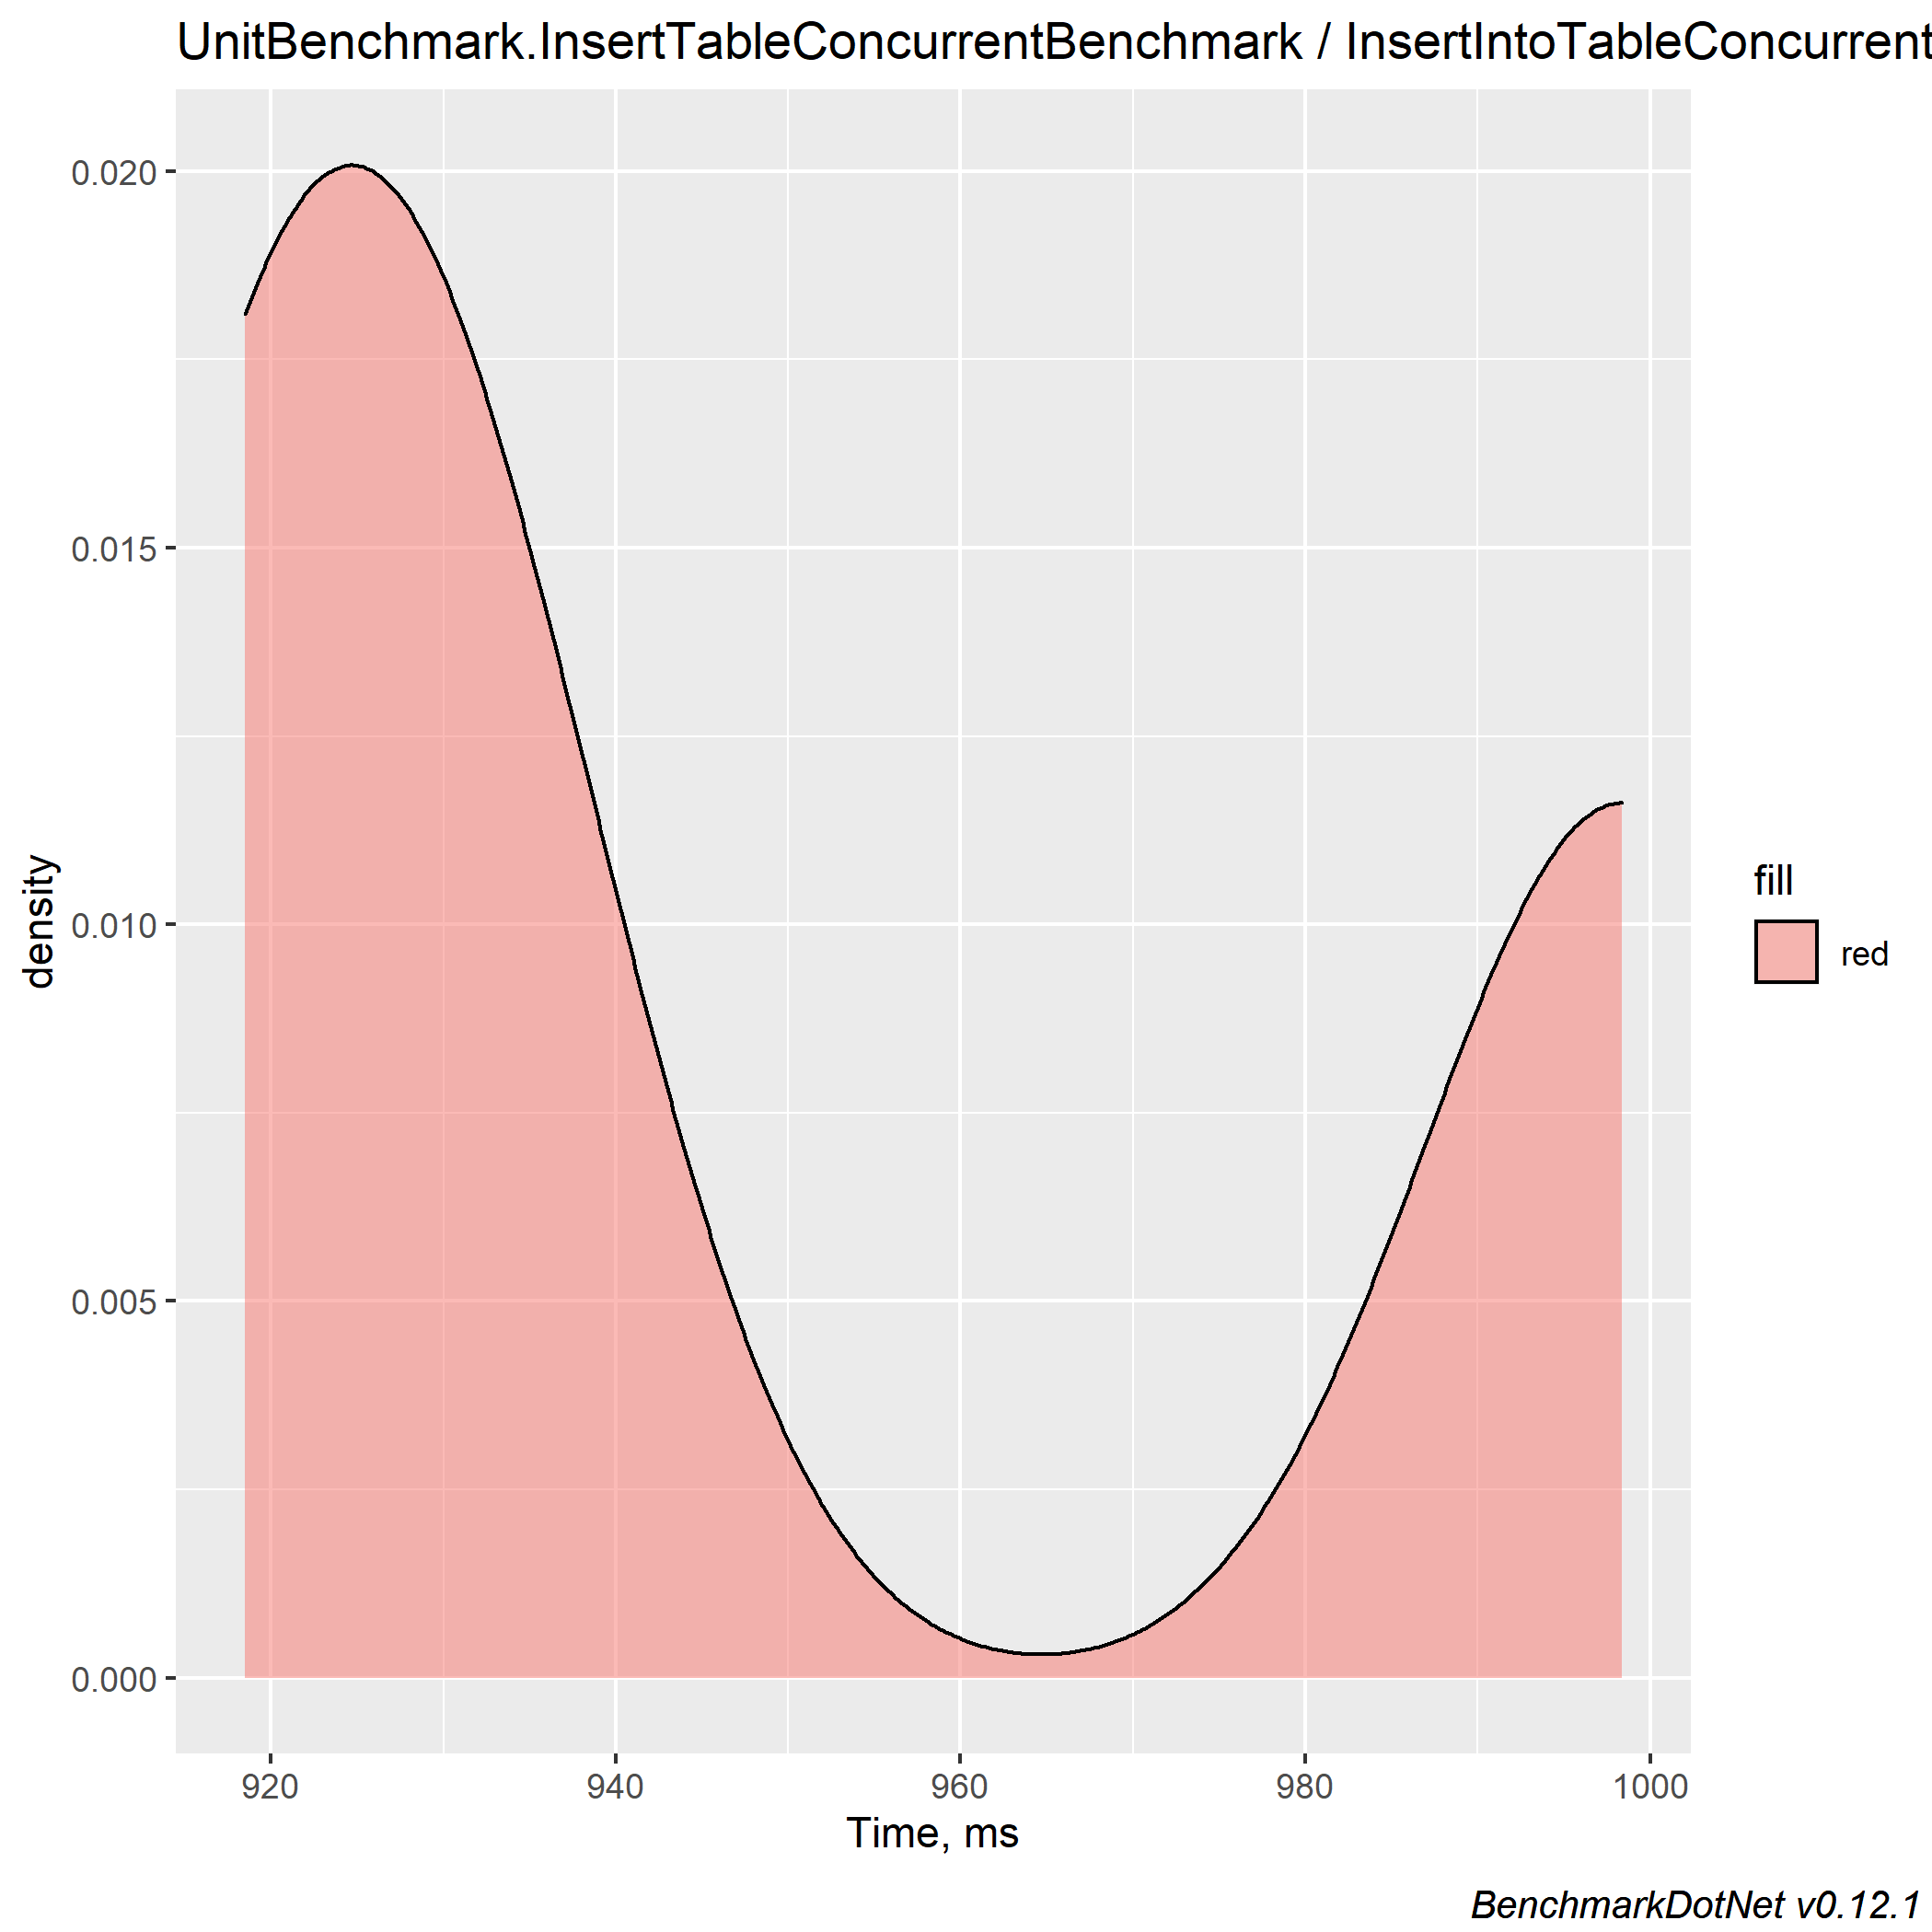 UnitBenchmark.InsertTableConcurrentBenchmark / InsertIntoTableConcurrent
0.020
0.015
0.010
0.005
0.000
density
920 940 960 980 1000
Time, ms
fill
red
BenchmarkDotNet v0.12.1